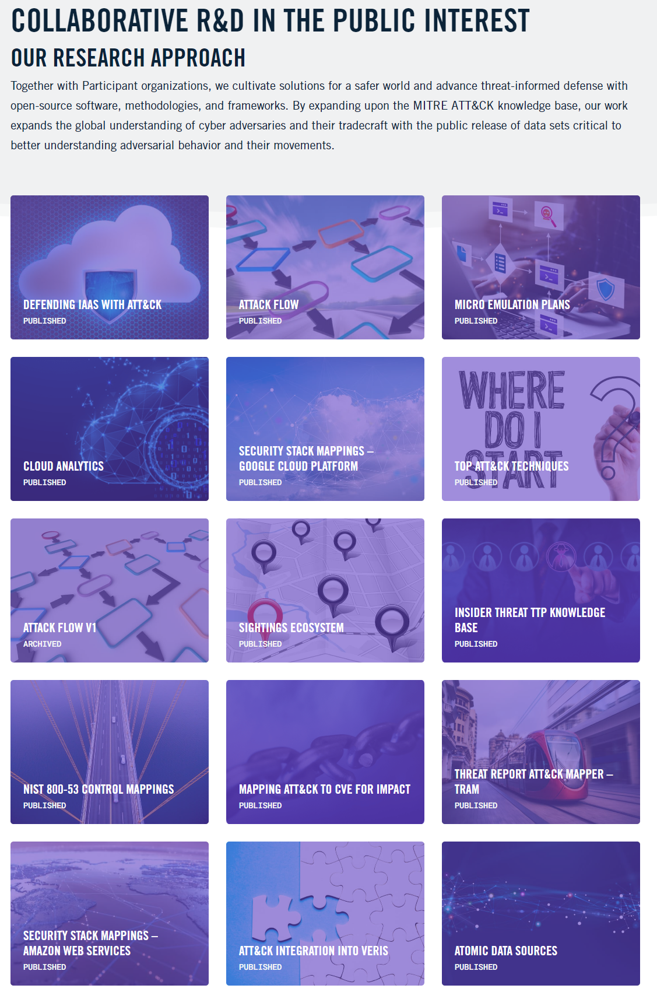 COLLABORATIVE R&D IN THE PUBLIC INTEREST
OUR RESEARCH APPROACH
Together with Participant organizations, we cultivate solutions for a safer world and advance threat-informed defense with
open-source software, methodologies, and frameworks. By expanding upon the MITRE ATT&CK knowledge base, our work
expands the global understanding of cyber adversaries and their tradecraft with the public release of data sets critical to
better understanding adversarial behavior and their movements.
DEFENDING IAAS WITH ATT&CK
PUBLISHED
ATTACK FLOW
PUBLISHED
MICRO EMULATION PLANS
PUBLISHED
CLOUD ANALYTICS
PUBLISHED
SECURITY STACK MAPPINGS –
GOOGLE CLOUD PLATFORM
PUBLISHED
WHERE
DO I
START
?
TOP ATT&CK TECHNIQUES
PUBLISHED
ATTACK FLOW V1
ARCHIVED
SIGHTINGS ECOSYSTEM
PUBLISHED
INSIDER THREAT TTP KNOWLEDGE
BASE
PUBLISHED
NIST 800-53 CONTROL MAPPINGS
PUBLISHED
MAPPING ATT&CK TO CVE FOR IMPACT
PUBLISHED
THREAT REPORT ATT&CK MAPPER –
TRAM
PUBLISHED
SECURITY STACK MAPPINGS –
AMAZON WEB SERVICES
PUBLISHED
ATT&CK INTEGRATION INTO VERIS
PUBLISHED
ATOMIC DATA SOURCES
PUBLISHED